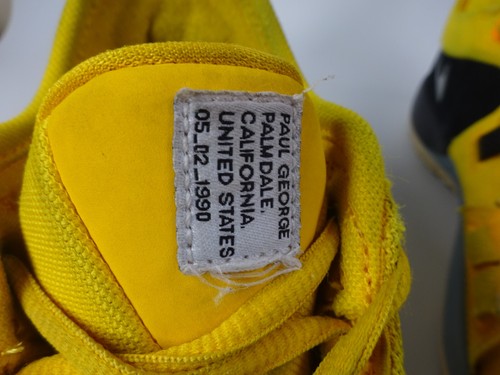 PAUL GEORGE
PALMDALE,
CALIFORNIA,
UNITED STATES
05_02_1990